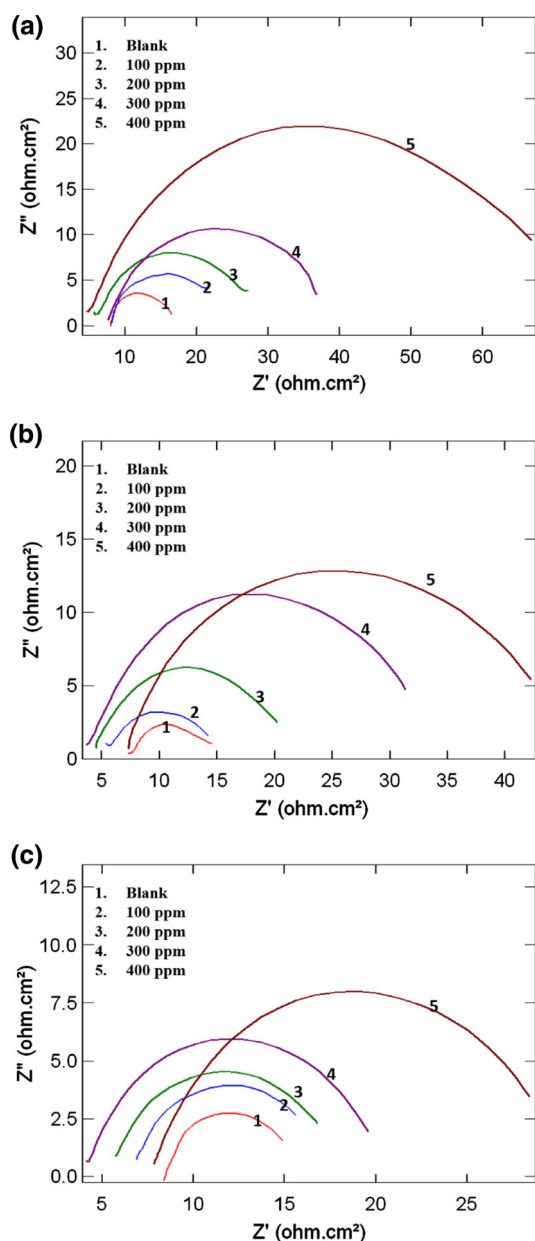 (a)
1. Blank
2. 100 ppm
3. 200 ppm
4. 300 ppm
5. 400 ppm
30
25
20
15
10
5
0
Z" (ohm.cm²)
1
2
3
4
5
10 20 30 40 50 60
Z' (ohm.cm²)
(b)
1. Blank
2. 100 ppm
3. 200 ppm
4. 300 ppm
5. 400 ppm
20
15
10
5
0
Z" (ohm.cm²)
1
2
3
4
5
5 10 15 20 25 30 35 40
Z' (ohm.cm²)
(c)
1. Blank
2. 100 ppm
3. 200 ppm
4. 300 ppm
5. 400 ppm
12.5
10.0
7.5
5.0
2.5
0.0
Z" (ohm.cm²)
1
2
3
4
5
5 10 15 20 25
Z' (ohm.cm²)